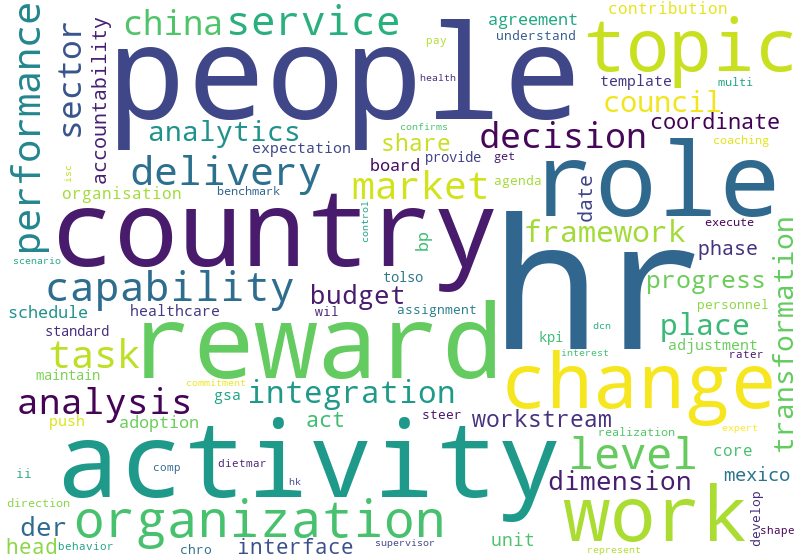 performance
sector
accountability
china
service
pay
agreement
understand
contribution
people
health
topic
template
multi
council
analytics
expectation
confirms
share
decision
coordinate
coaching
isc
delivery
board
provide
get
organisation
benchmark
market
agenda
date
role
execute
country
control
bp
framework
phase
hr
transformation
scenario
capability
tolso
budget
progress
personnel
schedule
healthcare
wil
assignment
place
standard
reward
kpi
dcn
adjustment
task
interest
rater
maintain
commitment
change
analysis
gsa
integration
push
adoption
act
steer
workstream
expert
activity
realization
level
core
ii
comp
dietmar
hk
dimension
mexico
direction
organization
work
develop
shape
der
head
behavior
chro
interface
supervisor
unit
represent